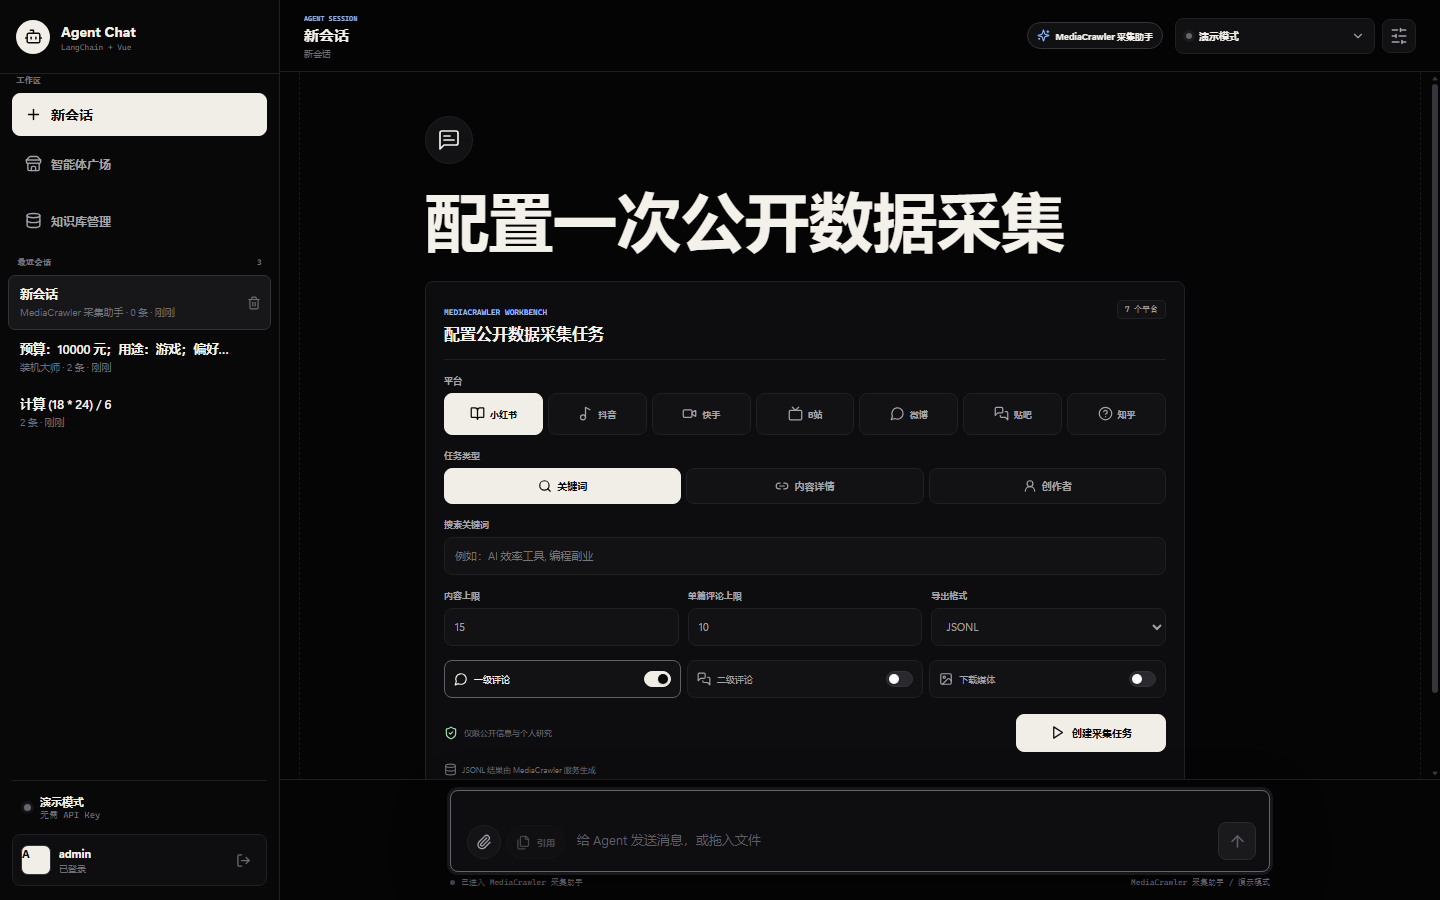 Agent Chat
LangChain + Vue
工作区
新会话
智能体广场
知识库管理
最近会话
3
新会话
MediaCrawler 采集助手 · 0 条 · 刚刚
预算：10000 元；用途：游戏；偏好...
装机大师 · 2 条 · 刚刚
计算 (18 * 24) / 6
2 条 · 刚刚
演示模式
无需 API Key
A
admin
已登录
AGENT SESSION
新会话
新会话
MediaCrawler 采集助手
演示模式
配置一次公开数据采集
MEDIACRAWLER WORKBENCH
配置公开数据采集任务
7 个平台
平台
小红书
抖音
快手
B站
微博
贴吧
知乎
任务类型
关键词
内容详情
创作者
搜索关键词
例如：AI 效率工具, 编程副业
内容上限
单篇评论上限
导出格式
15
10
JSONL
一级评论
二级评论
下载媒体
仅限公开信息与个人研究
创建采集任务
JSONL 结果由 MediaCrawler 服务生成
引用
给 Agent 发送消息，或拖入文件
已进入 MediaCrawler 采集助手
MediaCrawler 采集助手 / 演示模式